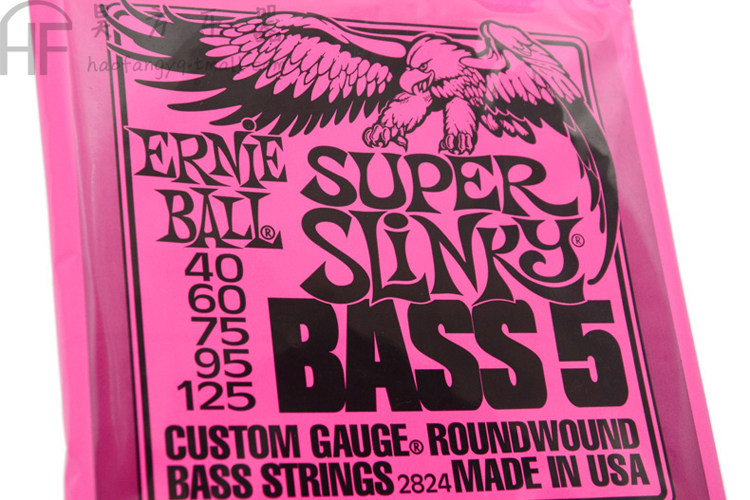 AF
ERNIE BALL®
SUPER SLINKY®
BASS 5
40
60
75
95
125
CUSTOM GAUGE® ROUNDWOUND
BASS STRINGS 2824 MADE IN USA